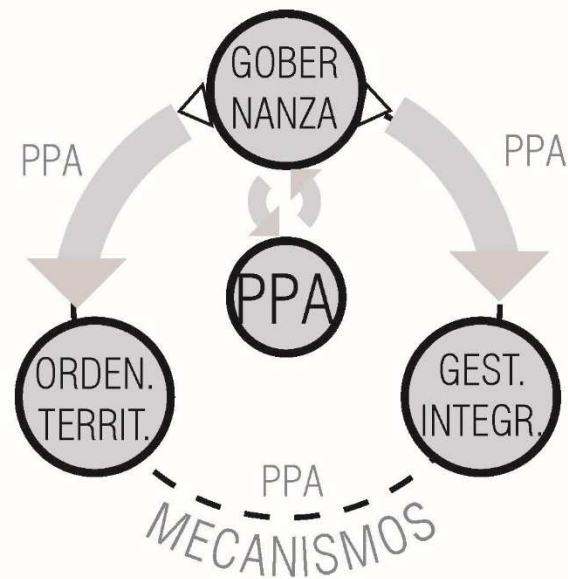 GOBER
NANZA
PPA
PPA
PPA
ORDEN.
TERRIT.
GEST.
INTEGR.
PPA
MECANISMOS